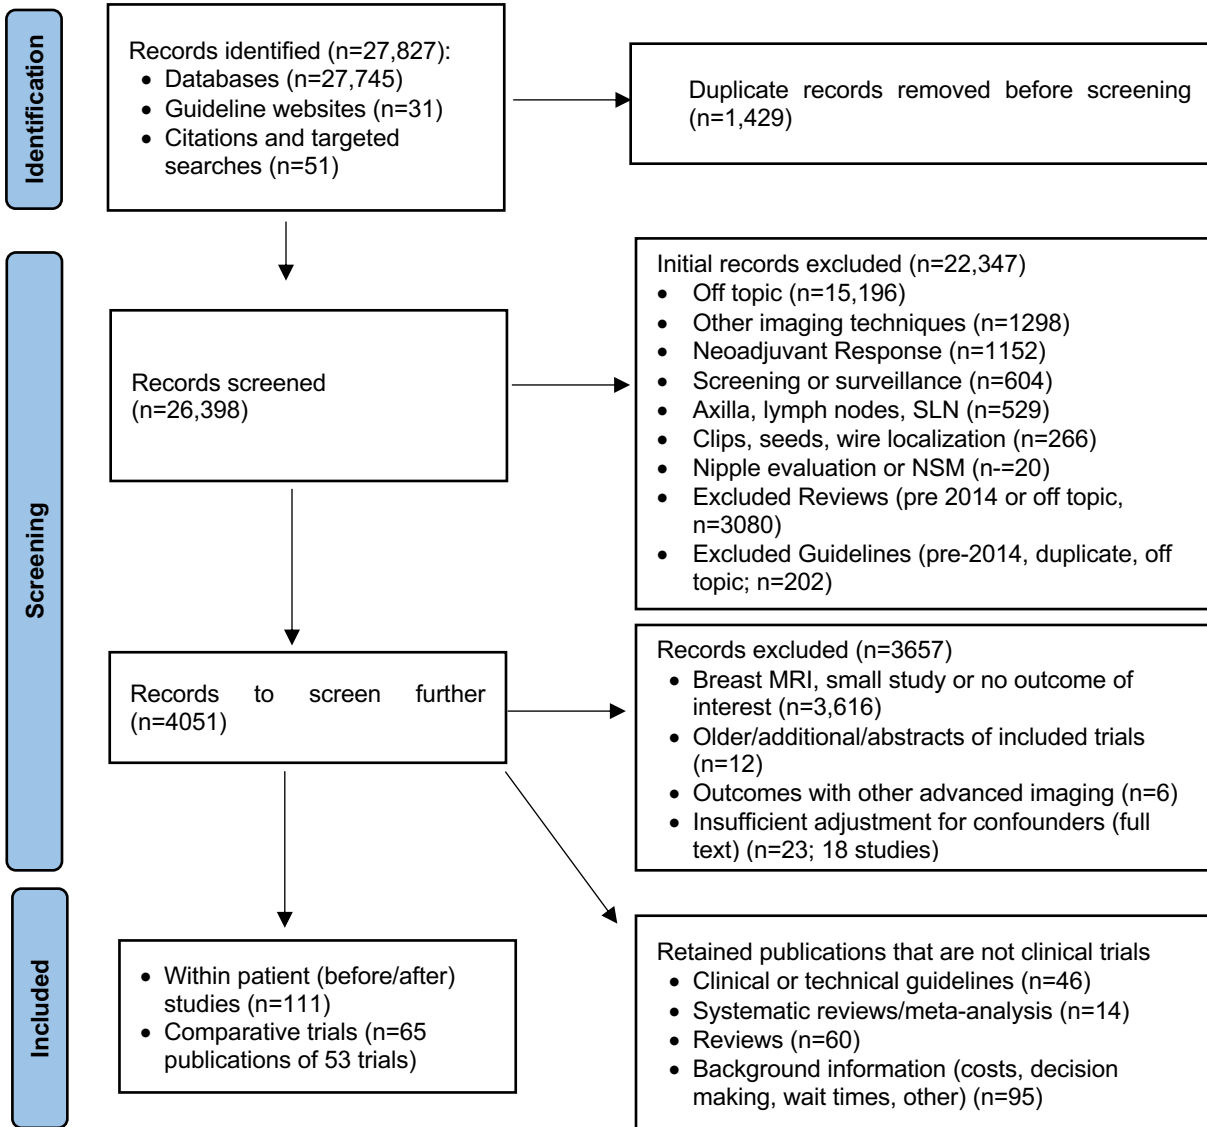 Identification
Records identified (n=27,827):
• Databases (n=27,745)
• Guideline websites (n=31)
• Citations and targeted
searches (n=51)
Duplicate records removed before screening
(n=1,429)
Screening
Records screened
(n=26,398)
Initial records excluded (n=22,347)
• Off topic (n=15,196)
• Other imaging techniques (n=1298)
• Neoadjuvant Response (n=1152)
• Screening or surveillance (n=604)
• Axilla, lymph nodes, SLN (n=529)
• Clips, seeds, wire localization (n=266)
• Nipple evaluation or NSM (n-=20)
• Excluded Reviews (pre 2014 or off topic,
n=3080)
• Excluded Guidelines (pre-2014, duplicate, off
topic; n=202)
Records to screen further
(n=4051)
Records excluded (n=3657)
• Breast MRI, small study or no outcome of
interest (n=3,616)
• Older/additional/abstracts of included trials
(n=12)
• Outcomes with other advanced imaging (n=6)
• Insufficient adjustment for confounders (full
text) (n=23; 18 studies)
Included
• Within patient (before/after)
studies (n=111)
• Comparative trials (n=65
publications of 53 trials)
Retained publications that are not clinical trials
• Clinical or technical guidelines (n=46)
• Systematic reviews/meta-analysis (n=14)
• Reviews (n=60)
• Background information (costs, decision
making, wait times, other) (n=95)